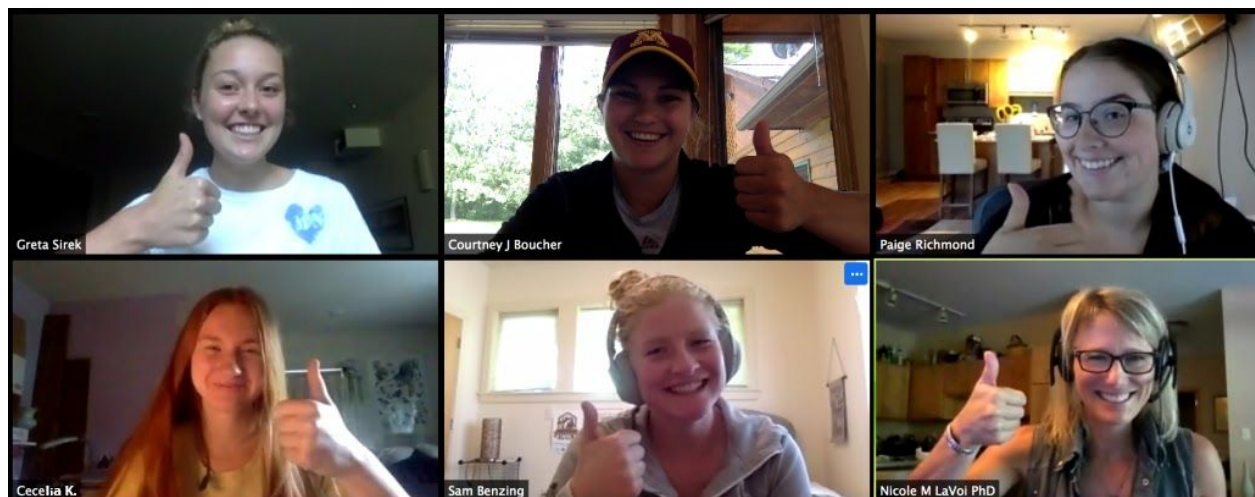 Greta Sirek
Courtney J Boucher
Paige Richmond
Cecelia K.
Sam Benzing
Nicole M LaVoi PhD